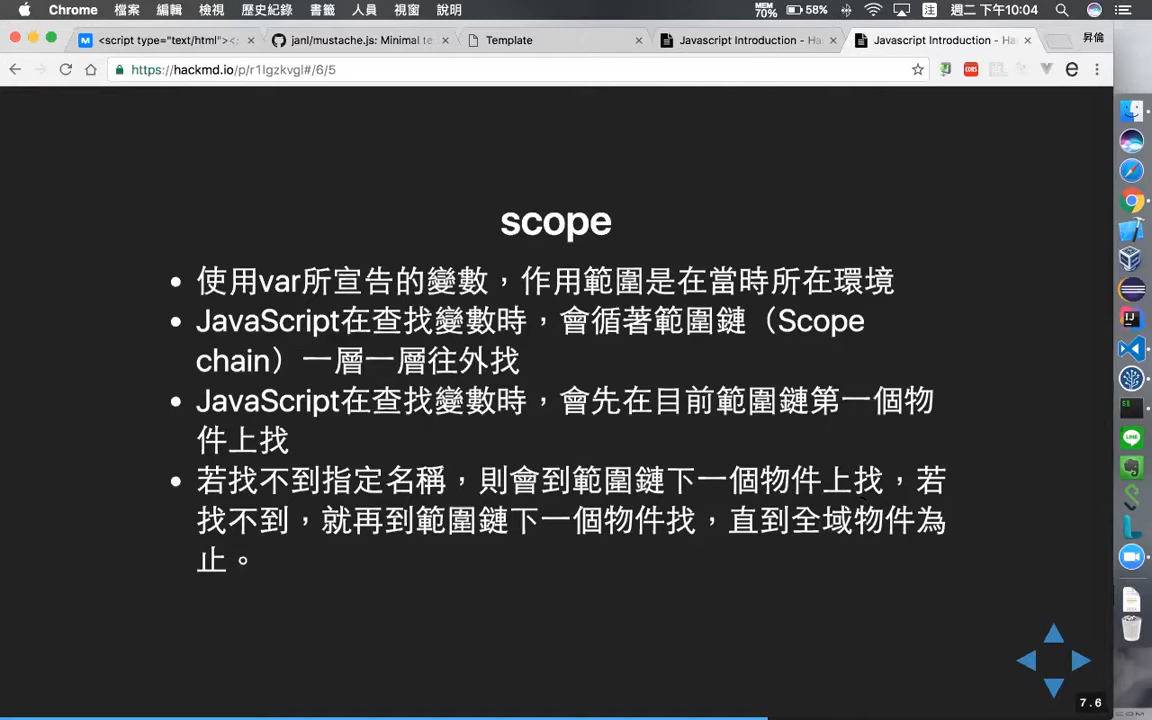 Chrome 檔案 編輯 檢視 歷史紀錄 書籤 人員 視窗 說明 MEM 70% 58% 注 週二 下午10:04
<script type="text/html"></ janl/mustache.js: Minimal te Template Javascript Introduction - Ha Javascript Introduction - Ha 昇倫
https://hackmd.io/p/r1Igzkvgl#/6/5
scope
使用var所宣告的變數，作用範圍是在當時所在環境
JavaScript在查找變數時，會循著範圍鏈（Scope
chain）一層一層往外找
JavaScript在查找變數時，會先在目前範圍鏈第一個物
件上找
若找不到指定名稱，則會到範圍鏈下一個物件上找，若
找不到，就再到範圍鏈下一個物件找，直到全域物件為
止。
7.6